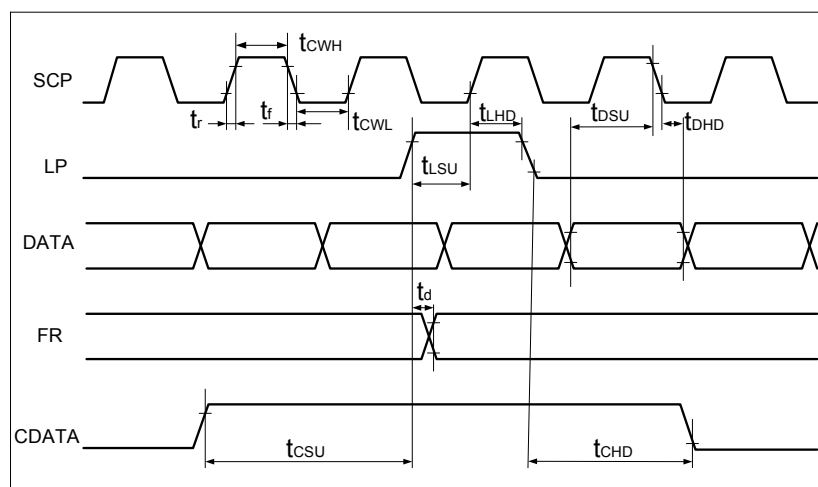 tCWH
SCP
tr
tf
tCWL
tLHD
tDSU
tDHD
LP
tLSU
DATA
td
FR
CDATA
tCSU
tCHD